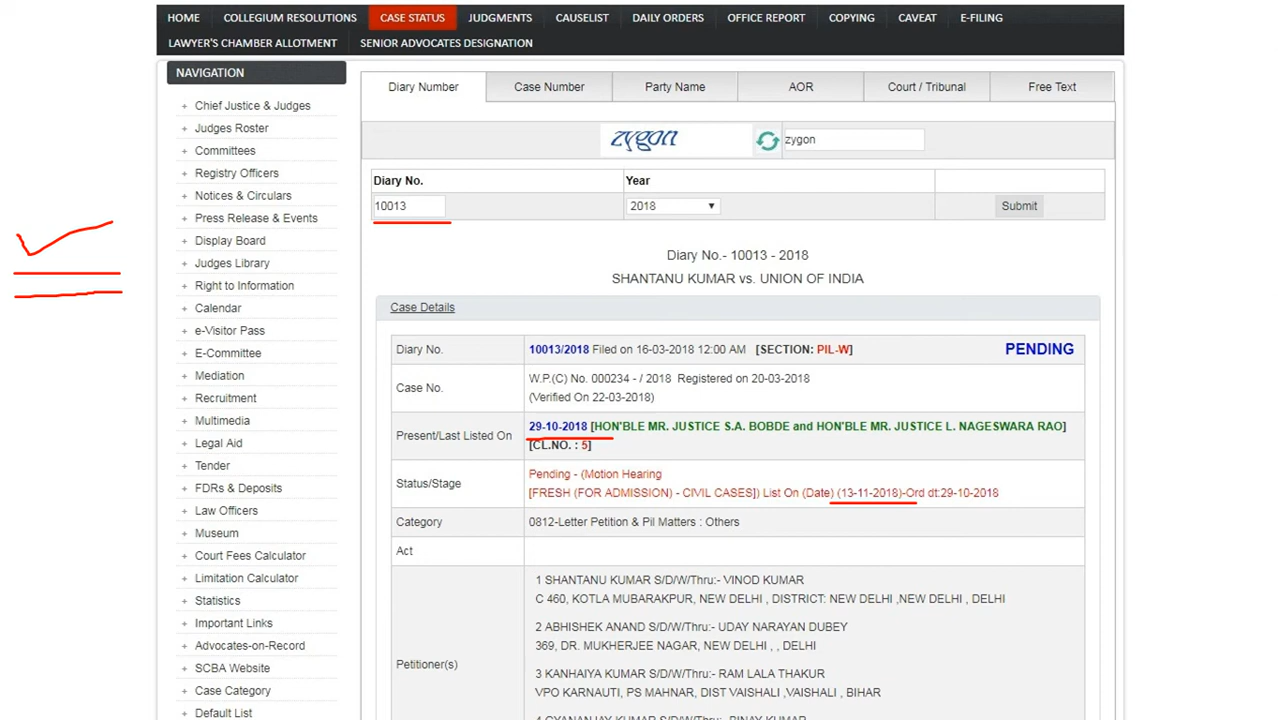 HOME COLLEGIUM RESOLUTIONS CASE STATUS JUDGMENTS CAUSELIST DAILY ORDERS OFFICE REPORT COPYING CAVEAT E-FILING
LAWYER'S CHAMBER ALLOTMENT SENIOR ADVOCATES DESIGNATION
NAVIGATION
Chief Justice & Judges
Judges Roster
Committees
Registry Officers
Notices & Circulars
Press Release & Events
Display Board
Judges Library
Right to Information
Calendar
e-Visitor Pass
E-Committee
Mediation
Recruitment
Multimedia
Legal Aid
Tender
FDRs & Deposits
Law Officers
Museum
Court Fees Calculator
Limitation Calculator
Statistics
Important Links
Advocates-on-Record
SCBA Website
Case Category
Default List
Diary Number Case Number Party Name AOR Court / Tribunal Free Text
zygon zygon
Diary No. Year
10013 2018 Submit
Diary No.- 10013 - 2018
SHANTANU KUMAR vs. UNION OF INDIA
Case Details
Diary No. 10013/2018 Filed on 16-03-2018 12:00 AM [SECTION: PIL-W] PENDING
Case No. W.P.(C) No. 000234 - / 2018 Registered on 20-03-2018
(Verified On 22-03-2018)
Present/Last Listed On 29-10-2018 [HON'BLE MR. JUSTICE S.A. BOBDE and HON'BLE MR. JUSTICE L. NAGESWARA RAO]
[CL.NO. : 5]
Status/Stage Pending - (Motion Hearing
[FRESH (FOR ADMISSION) - CIVIL CASES]) List On (Date) (13-11-2018)-Ord dt:29-10-2018
Category 0812-Letter Petition & Pil Matters : Others
Act
Petitioner(s) 1 SHANTANU KUMAR S/D/W/Thru:- VINOD KUMAR
C 460, KOTLA MUBARAKPUR, NEW DELHI , DISTRICT: NEW DELHI ,NEW DELHI , DELHI
2 ABHISHEK ANAND S/D/W/Thru:- UDAY NARAYAN DUBEY
369, DR. MUKHERJEE NAGAR, NEW DELHI , , DELHI
3 KANHAIYA KUMAR S/D/W/Thru:- RAM LALA THAKUR
VPO KARNAUTI, PS MAHNAR, DIST VAISHALI ,VAISHALI , BIHAR
4 GYANANJAY KUMAR S/D/W/Thru:- BINAY KUMAR